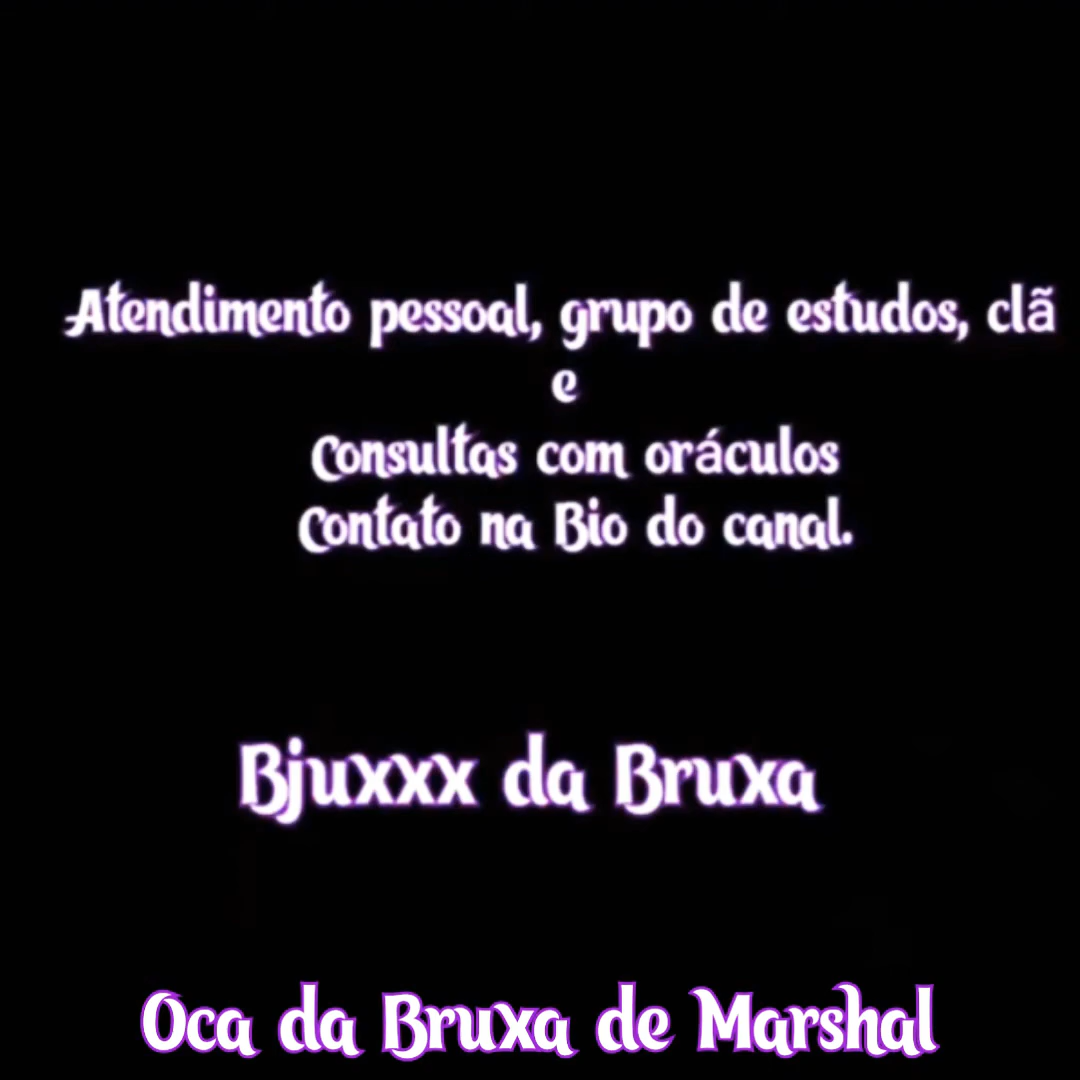 Atendimento pessoal, grupo de estudos, clã
e
Consultas com oráculos
Contato na Bio do canal.
Bjuxxx da Bruxa
Oca da Bruxa de Marshal